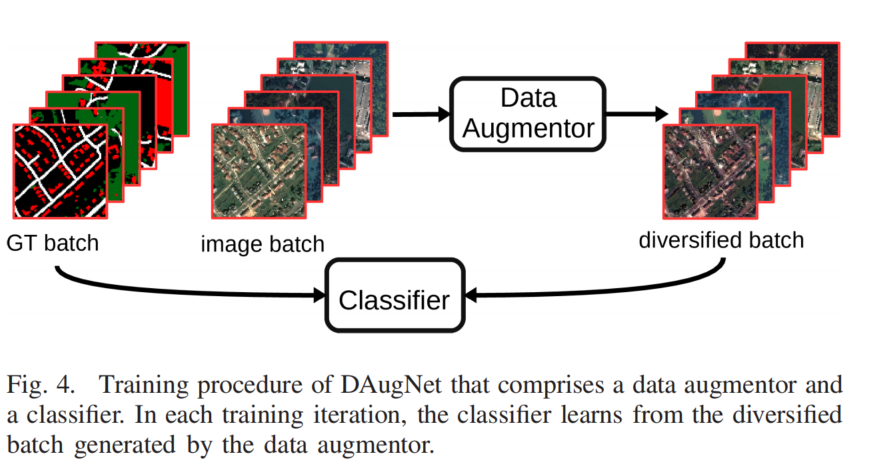 Data
Augmentor
GT batch
image batch
diversified batch
Classifier
Fig. 4. Training procedure of DAugNet that comprises a data augmentor and
a classifier. In each training iteration, the classifier learns from the diversified
batch generated by the data augmentor.